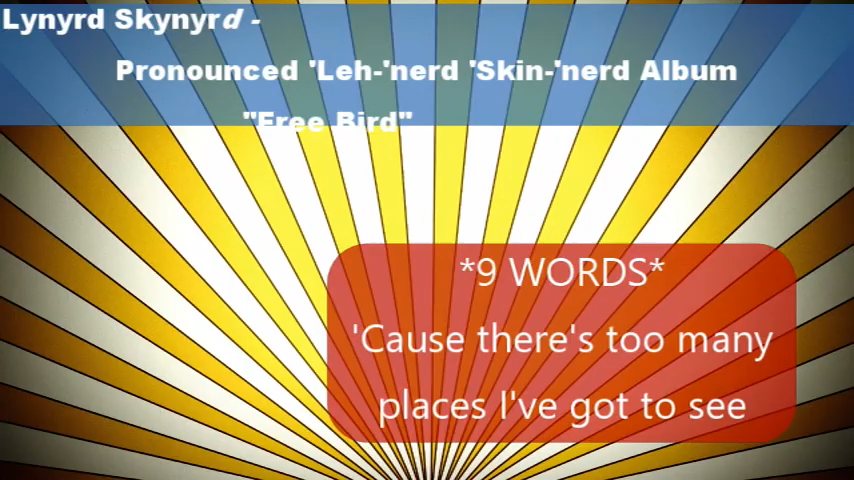 Lynyrd Skynyrd -
Pronounced 'Leh-'nerd 'Skin-'nerd Album
"Free Bird"
*9 WORDS*
'Cause there's too many
places I've got to see